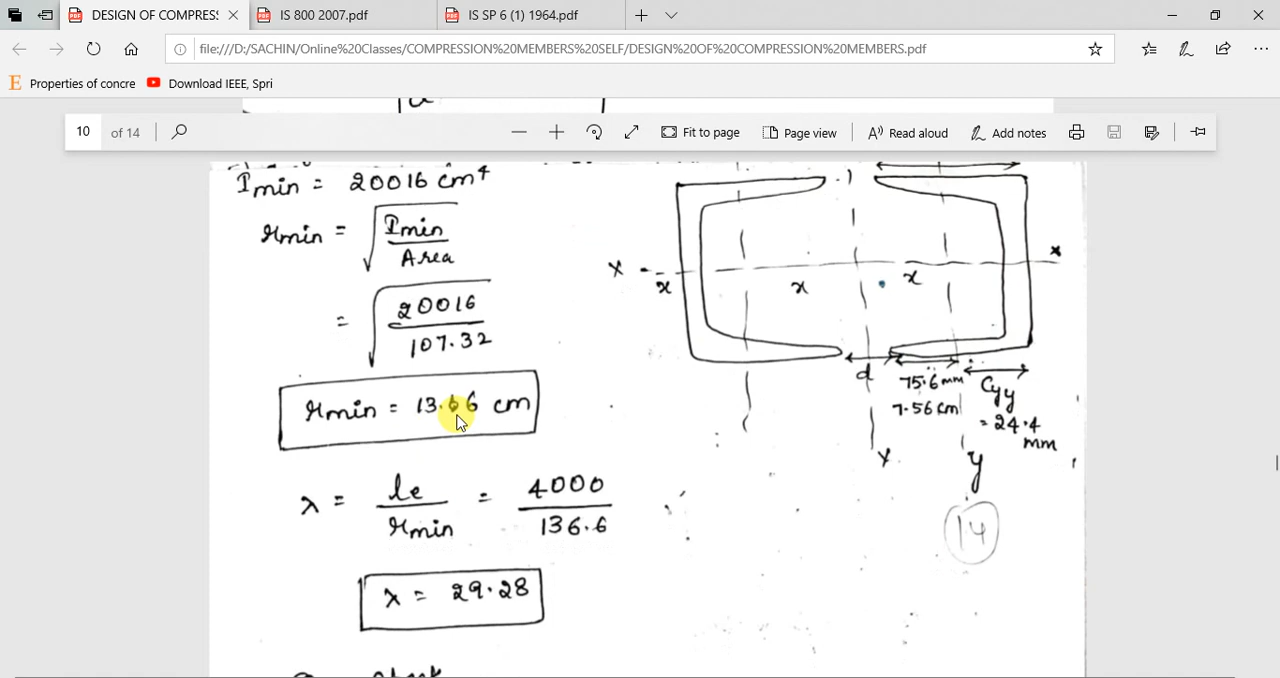 DESIGN OF COMPRESS
IS 800 2007.pdf
IS SP 6 (1) 1964.pdf
file:///D:/SACHIN/Online%20Classes/COMPRESSION%20MEMBERS%20SELF/DESIGN%20OF%20COMPRESSION%20MEMBERS.pdf
E Properties of concre
Download IEEE, Spri
10 of 14
Fit to page
Page view
Read aloud
Add notes
Imin = 20016 cm⁴
rmin = √ Imin / Area
= √ 20016 / 107.32
rmin = 13.66 cm
λ = le / rmin = 4000 / 136.6
λ = 29.28
X
x
x
x
x
d
75.6 mm
7.56 cm
Cyy
= 24.4
mm
Y
y
14